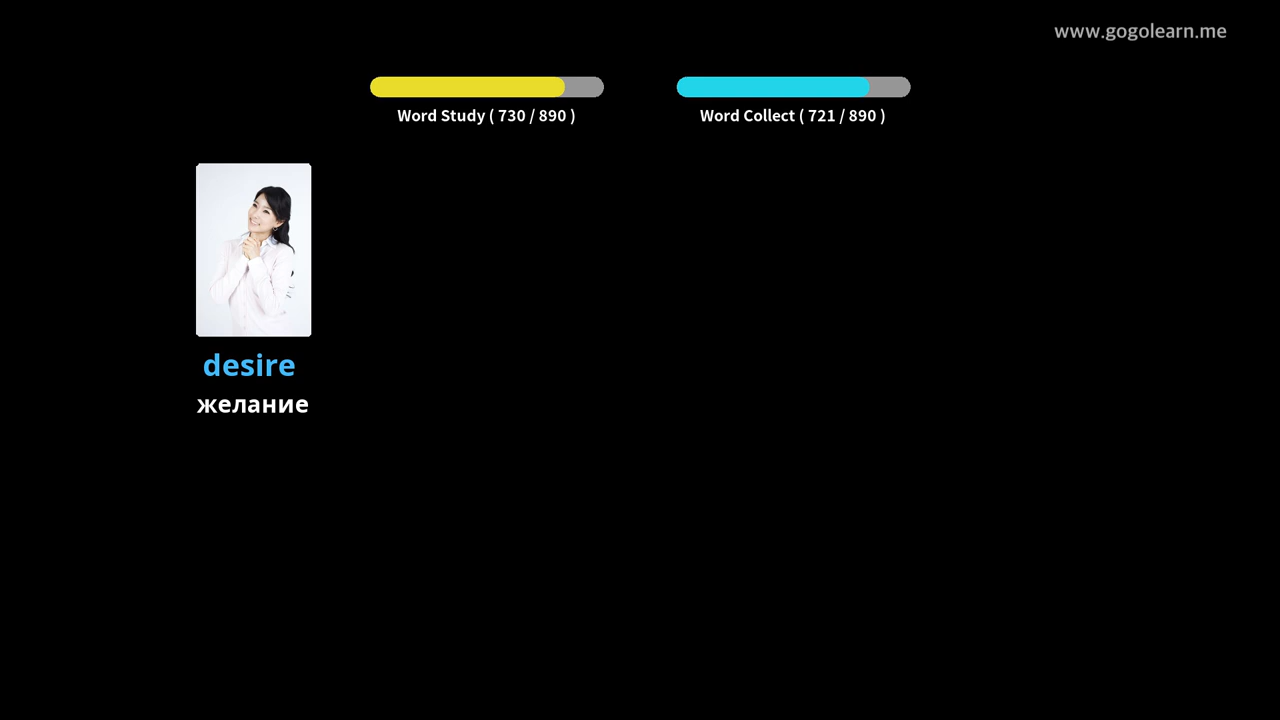 www.gogolearn.me
Word Study ( 730 / 890 )
Word Collect ( 721 / 890 )
desire
желание